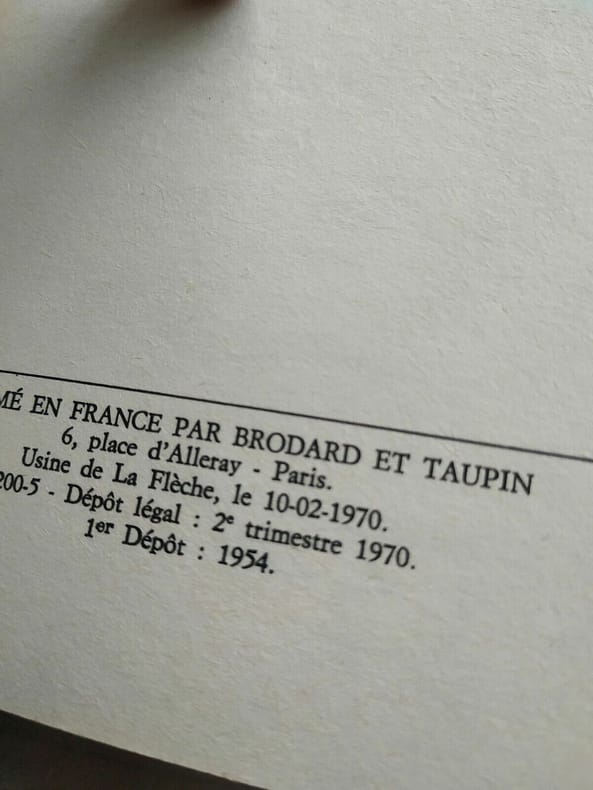 MÉ EN FRANCE PAR BRODARD ET TAUPIN
6, place d'Alleray - Paris.
Usine de La Flèche, le 10-02-1970.
200-5 - Dépôt légal : 2e trimestre 1970.
1er Dépôt : 1954.